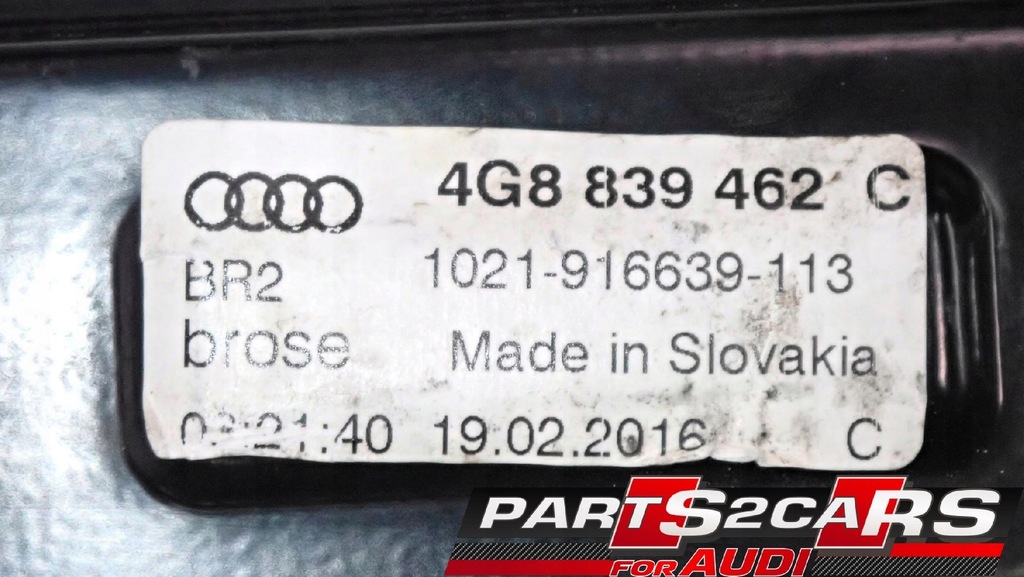 4G8 839 462 C
BR2 1021-916639-113
brose Made in Slovakia
19.02.2016 C
PARTS2CARS
FOR AUDI